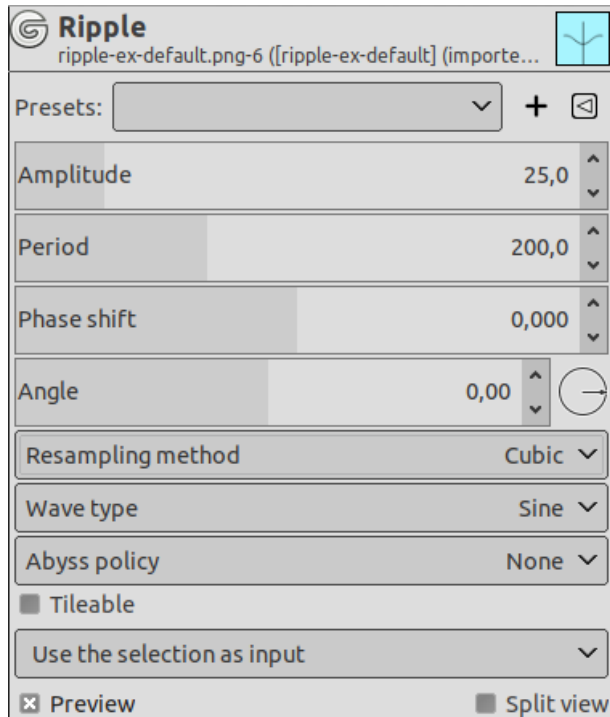 Ripple
ripple-ex-default.png-6 ([ripple-ex-default] (importe...
Presets:
Amplitude 25,0
Period 200,0
Phase shift 0,000
Angle 0,00
Resampling method Cubic
Wave type Sine
Abyss policy None
Tileable
Use the selection as input
Preview Split view